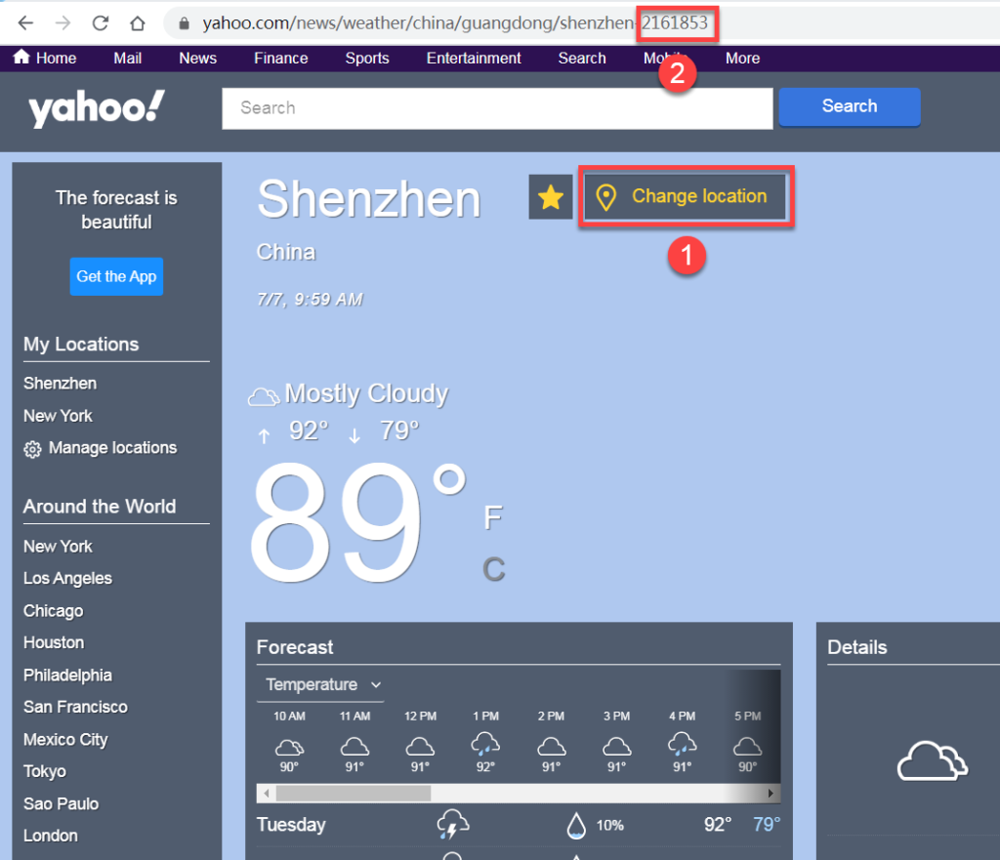 yahoo.com/news/weather/china/guangdong/shenzhen-2161853
Home Mail News Finance Sports Entertainment Search Mobile More
2
yahoo!
Search
Search
The forecast is
beautiful
Get the App
Shenzhen
Change location
1
China
7/7, 9:59 AM
My Locations
Shenzhen
New York
Manage locations
Mostly Cloudy
↑ 92° ↓ 79°
89°
F
C
Around the World
New York
Los Angeles
Chicago
Houston
Philadelphia
San Francisco
Mexico City
Tokyo
Sao Paulo
London
Forecast
Temperature
10 AM 11 AM 12 PM 1 PM 2 PM 3 PM 4 PM 5 PM
90° 91° 91° 92° 91° 91° 91° 90°
Tuesday 10% 92° 79°
Details